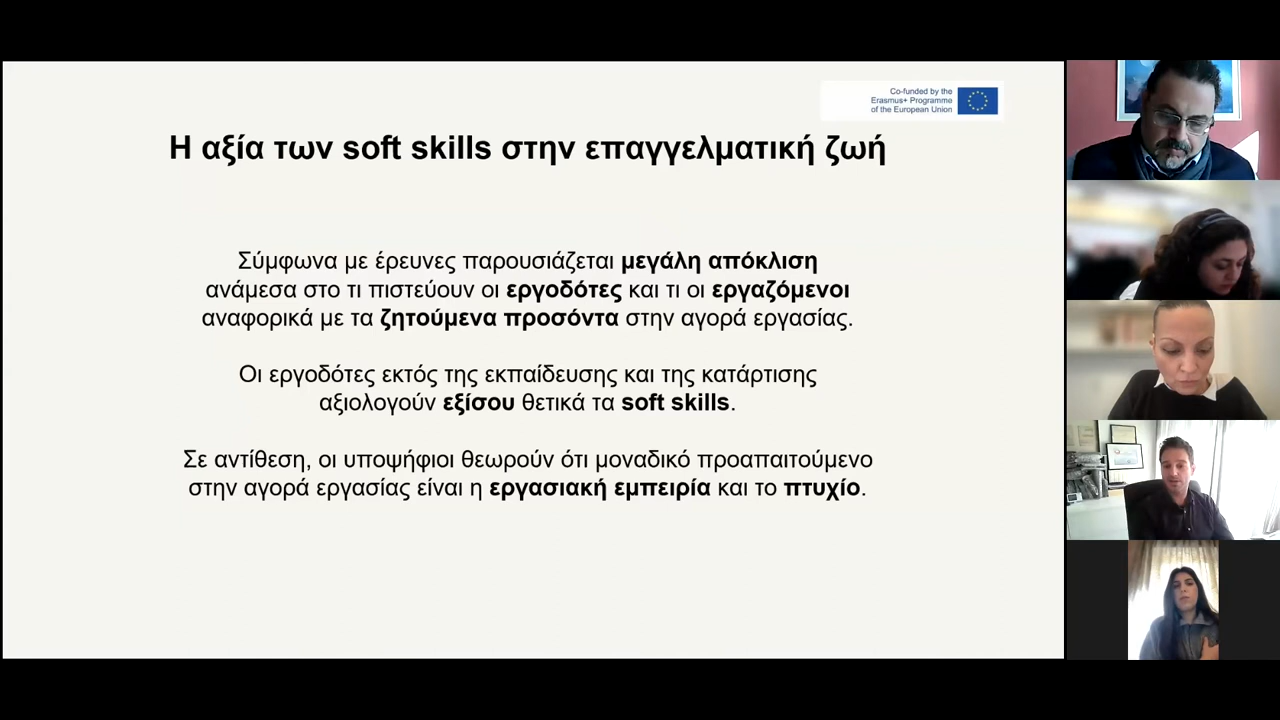 Co-funded by the
Erasmus+ Programme
of the European Union
Η αξία των soft skills στην επαγγελματική ζωή
Σύμφωνα με έρευνες παρουσιάζεται μεγάλη απόκλιση
ανάμεσα στο τι πιστεύουν οι εργοδότες και τι οι εργαζόμενοι
αναφορικά με τα ζητούμενα προσόντα στην αγορά εργασίας.
Οι εργοδότες εκτός της εκπαίδευσης και της κατάρτισης
αξιολογούν εξίσου θετικά τα soft skills.
Σε αντίθεση, οι υποψήφιοι θεωρούν ότι μοναδικό προαπαιτούμενο
στην αγορά εργασίας είναι η εργασιακή εμπειρία και το πτυχίο.